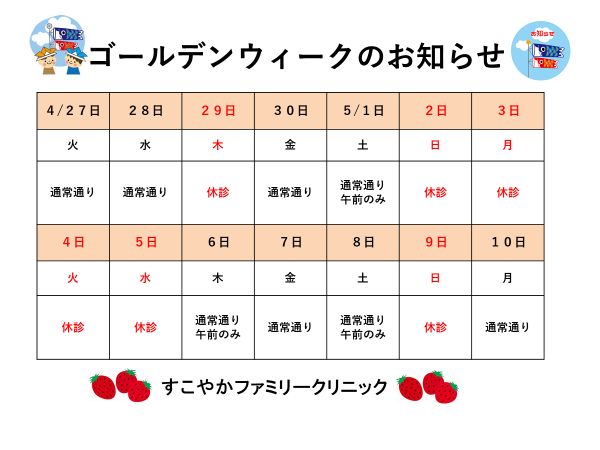 ゴールデンウィークのお知らせ
お知らせ
4/27日 28日 29日 30日 5/1日 2日 3日
火 水 木 金 土 日 月
通常通り 通常通り 休診 通常通り 通常通り 休診 休診
午前のみ
4日 5日 6日 7日 8日 9日 10日
火 水 木 金 土 日 月
休診 休診 通常通り 通常通り 通常通り 休診 通常通り
午前のみ 午前のみ
すこやかファミリークリニック